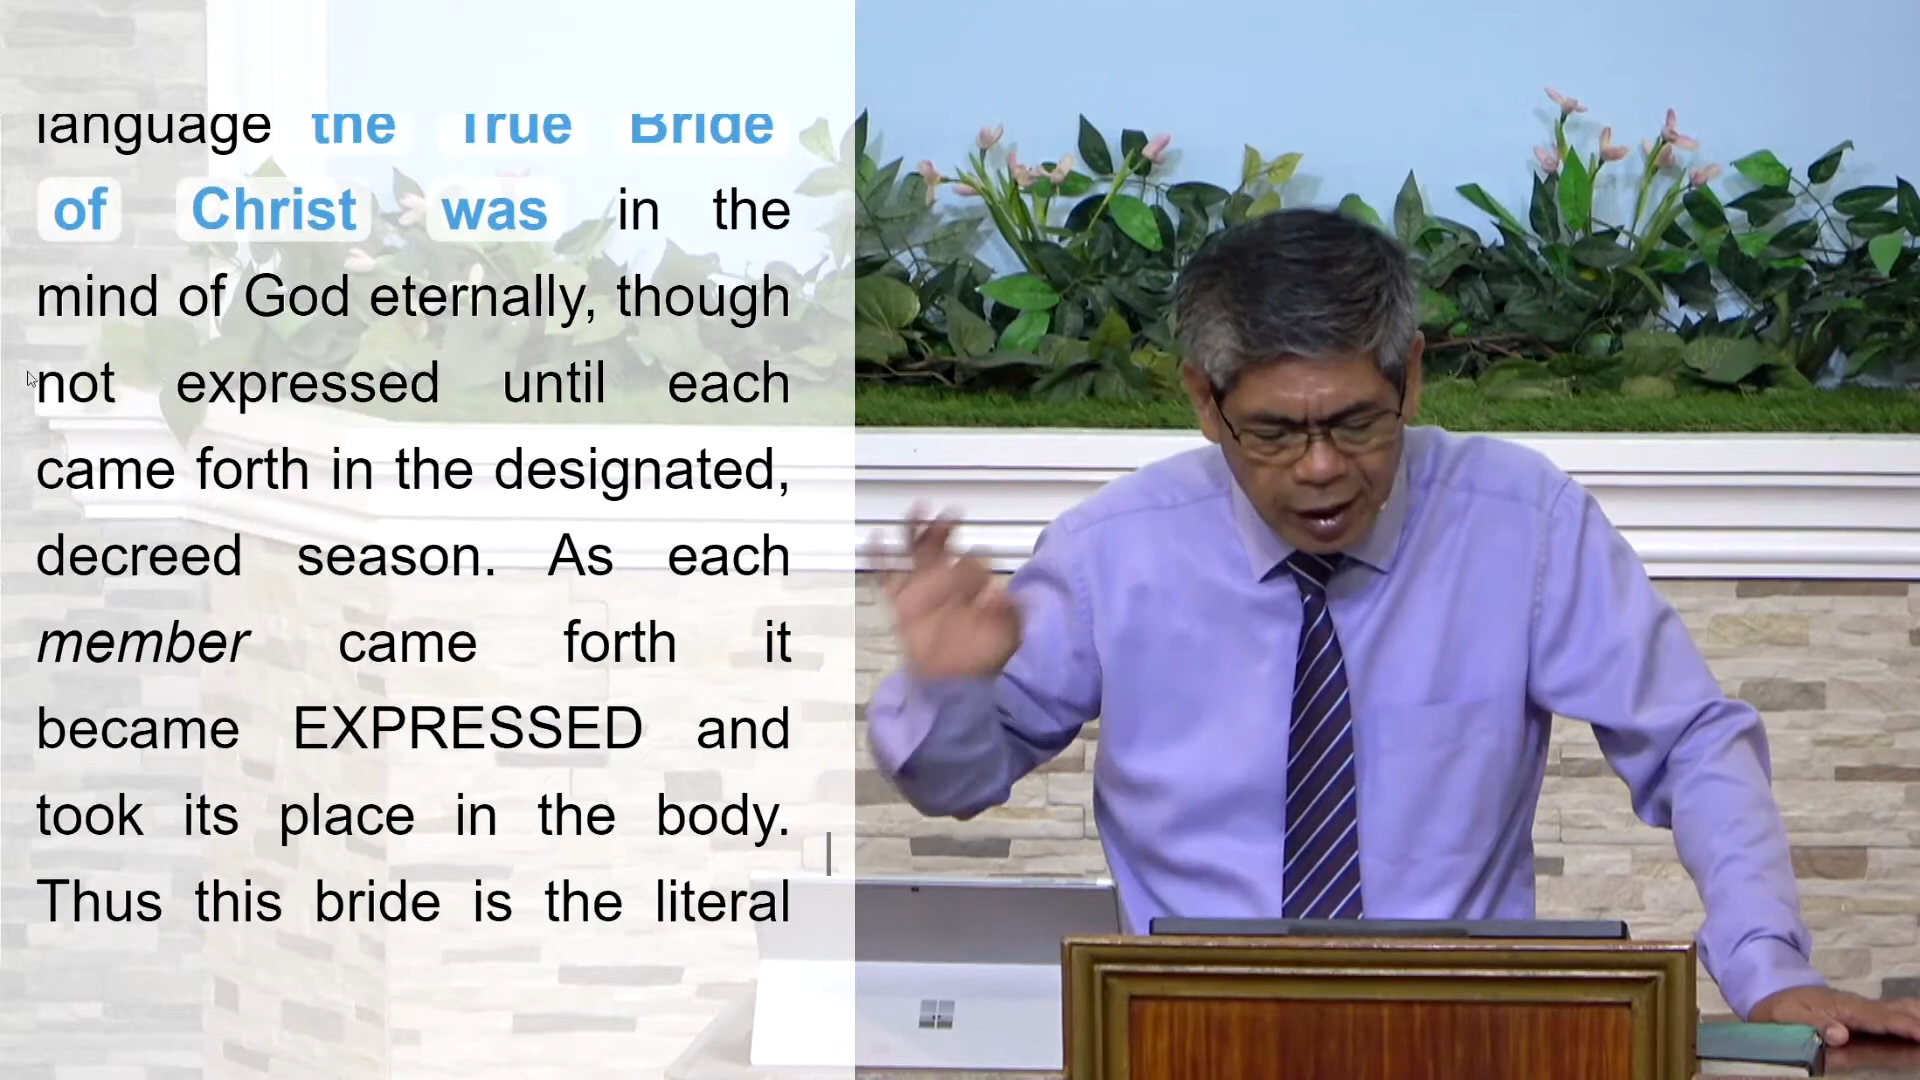 language the True Bride
of Christ was in the
mind of God eternally, though
not expressed until each
came forth in the designated,
decreed season. As each
member came forth it
became EXPRESSED and
took its place in the body.
Thus this bride is the literal